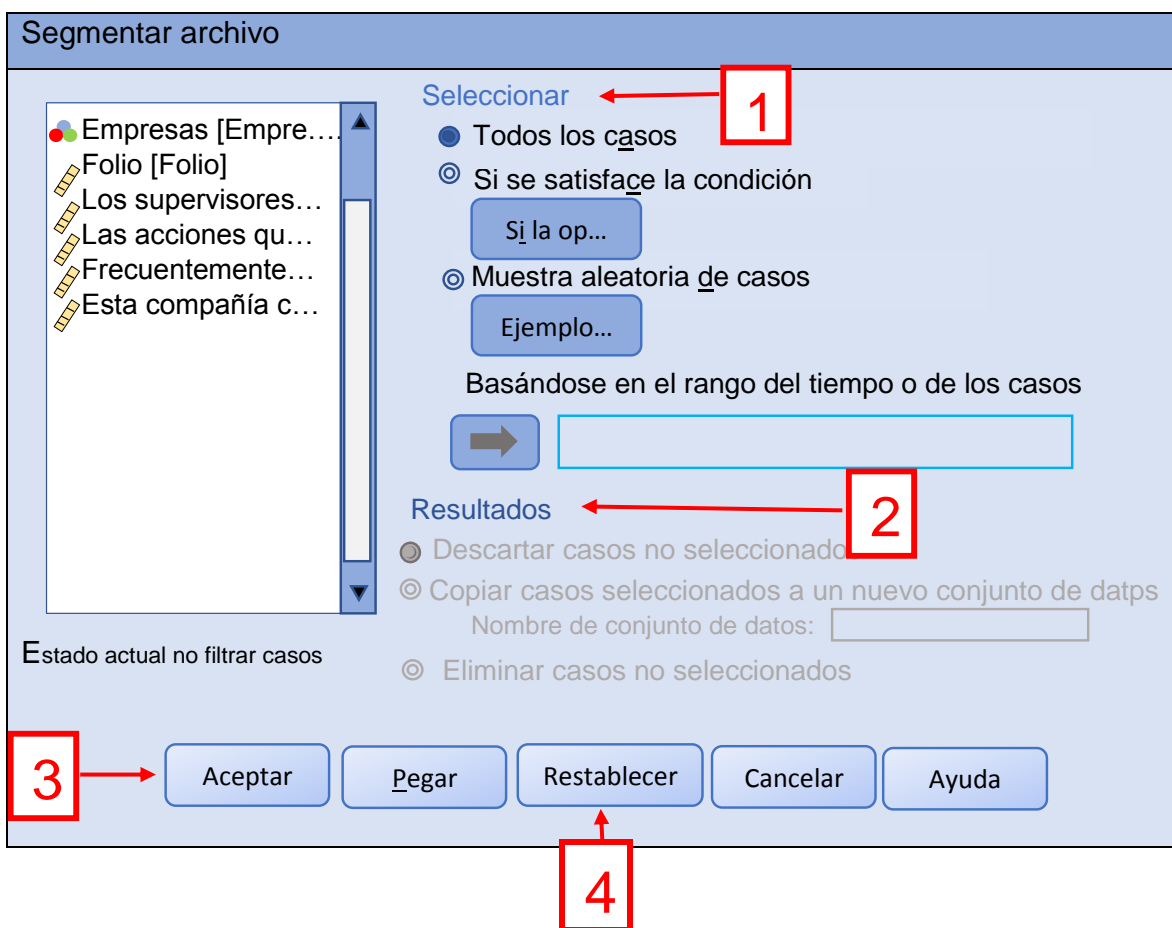 Segmentar archivo
Empresas [Empre….
Folio [Folio]
Los supervisores…
Las acciones qu…
Frecuentemente…
Esta compañía c…
Estado actual no filtrar casos
Seleccionar
1
Todos los casos
Si se satisface la condición
Si la op…
Muestra aleatoria de casos
Ejemplo…
Basándose en el rango del tiempo o de los casos
Resultados
2
Descartar casos no seleccionado
Copiar casos seleccionados a un nuevo conjunto de datps
Nombre de conjunto de datos:
Eliminar casos no seleccionados
3
Aceptar
Pegar
Restablecer
Cancelar
Ayuda
4